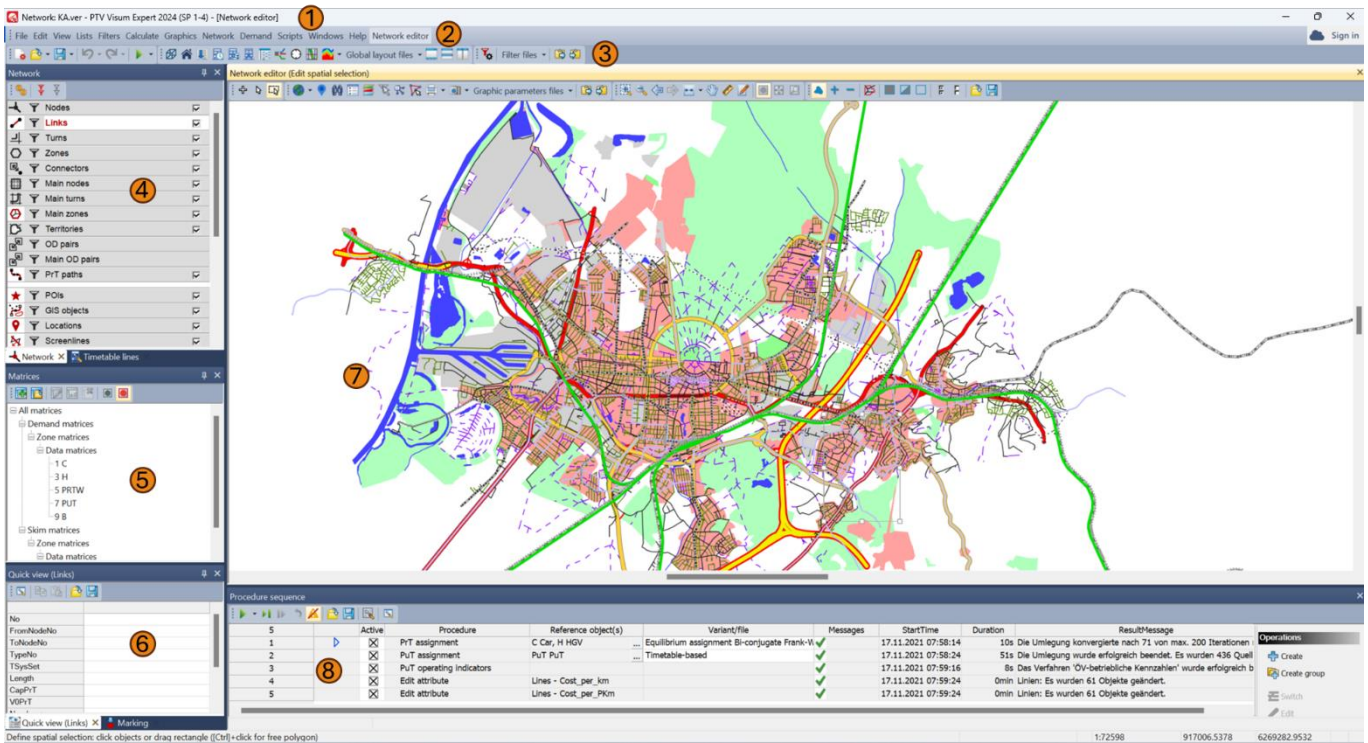 Network: KA.ver - PTV Visum Expert 2024 (SP 1-4) - [Network editor]
1
File Edit View Lists Filters Calculate Graphics Network Demand Scripts Windows Help Network editor
2
Sign in
Global layout files
Filter files
3
Network
Network editor (Edit spatial selection)
Graphic parameters files
Nodes
Links
Turns
Zones
Connectors
Main nodes
4
Main turns
Main zones
Territories
OD pairs
Main OD pairs
PrT paths
POIs
GIS objects
Locations
Screenlines
Network
Timetable lines
7
Matrices
All matrices
Demand matrices
Zone matrices
Data matrices
1 C
3 H
5 PRTW
5
7 PUT
9 B
Skim matrices
Zone matrices
Data matrices
Quick view (Links)
No
FromNodeNo
ToNodeNo
TypeNo
TSysSet
Length
CapPrT
V0PrT
6
Quick view (Links)
Marking
Procedure sequence
5 Active Procedure Reference object(s) Variant/file Messages StartTime Duration ResultMessage
1 PrT assignment C Car, H HGV ... Equilibrium assignment Bi-conjugate Frank-W 17.11.2021 07:58:14 10s Die Umlegung konvergierte nach 71 von max. 200 Iterationen
2 PuT assignment PuT PuT ... Timetable-based 17.11.2021 07:58:24 51s Die Umlegung wurde erfolgreich beendet. Es wurden 436 Quell
3 PuT operating indicators 17.11.2021 07:59:16 8s Das Verfahren 'ÖV-betriebliche Kennzahlen' wurde erfolgreich b
4 Edit attribute Lines - Cost_per_km 17.11.2021 07:59:24 0min Linien: Es wurden 61 Objekte geändert.
5 Edit attribute Lines - Cost_per_PKm 17.11.2021 07:59:24 0min Linien: Es wurden 61 Objekte geändert.
8
Operations
Create
Create group
Switch
Edit
Define spatial selection: click objects or drag rectangle ([Ctrl]+click for free polygon)
1:72598
917006.5378
6269282.9532